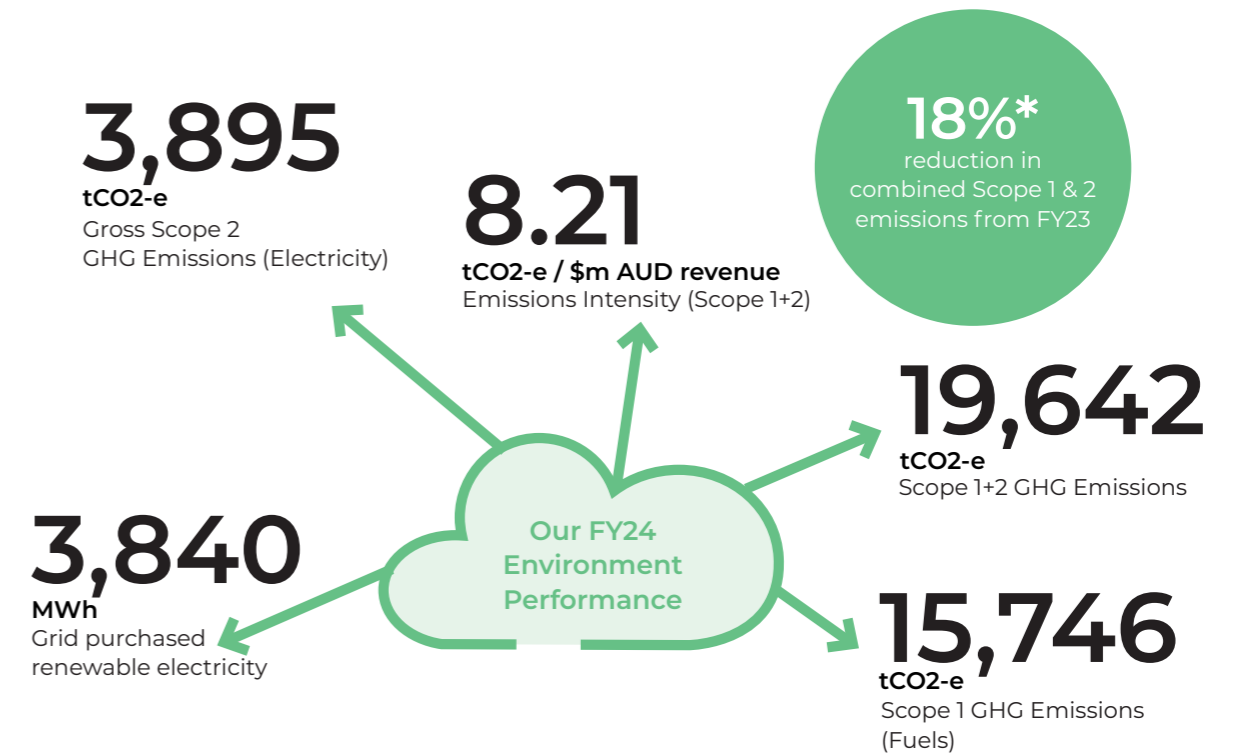 3,895
tCO2-e
Gross Scope 2
GHG Emissions (Electricity)
8.21
tCO2-e / $m AUD revenue
Emissions Intensity (Scope 1+2)
18%*
reduction in
combined Scope 1 & 2
emissions from FY23
19,642
tCO2-e
Scope 1+2 GHG Emissions
Our FY24
Environment
Performance
3,840
MWh
Grid purchased
renewable electricity
15,746
tCO2-e
Scope 1 GHG Emissions
(Fuels)